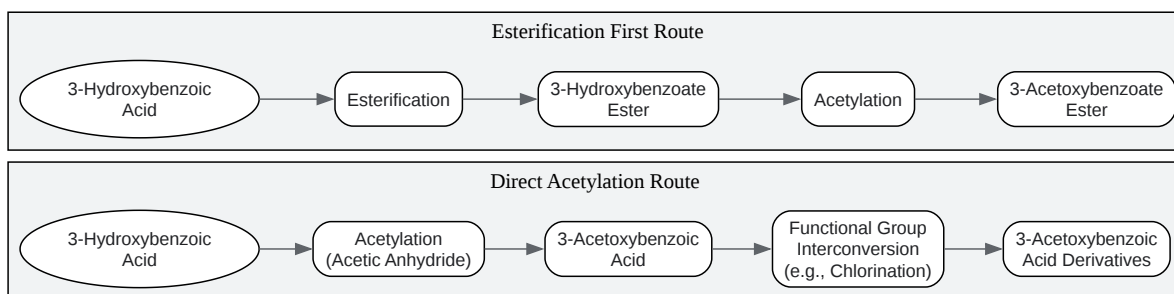 Esterification First Route
3-Hydroxybenzoic
Acid
Esterification
3-Hydroxybenzoate
Ester
Acetylation
3-Acetoxybenzoate
Ester
Direct Acetylation Route
3-Hydroxybenzoic
Acid
Acetylation
(Acetic Anhydride)
3-Acetoxybenzoic
Acid
Functional Group
Interconversion
(e.g., Chlorination)
3-Acetoxybenzoic
Acid Derivatives